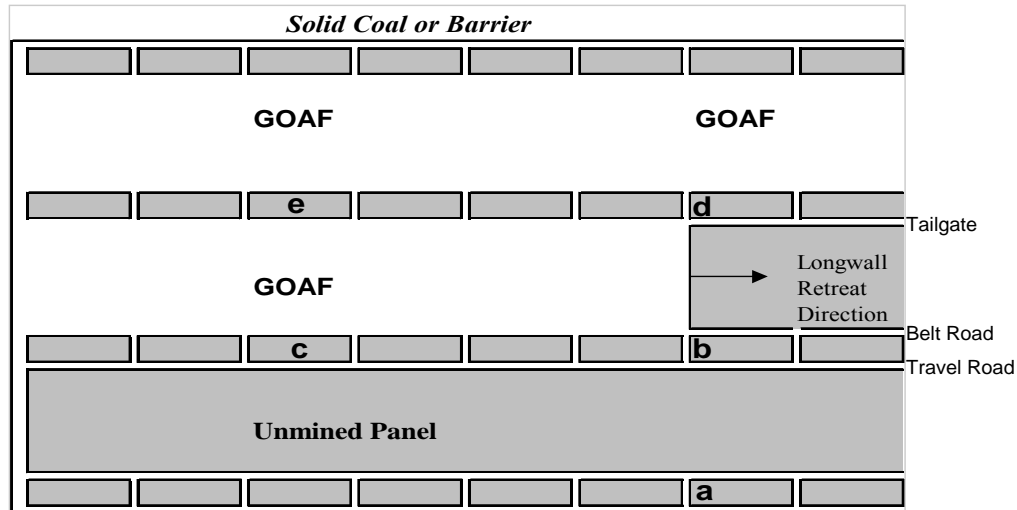 Solid Coal or Barrier
GOAF GOAF
e d
Tailgate
Longwall
Retreat
Direction
GOAF
Belt Road
c b
Travel Road
Unmined Panel
a